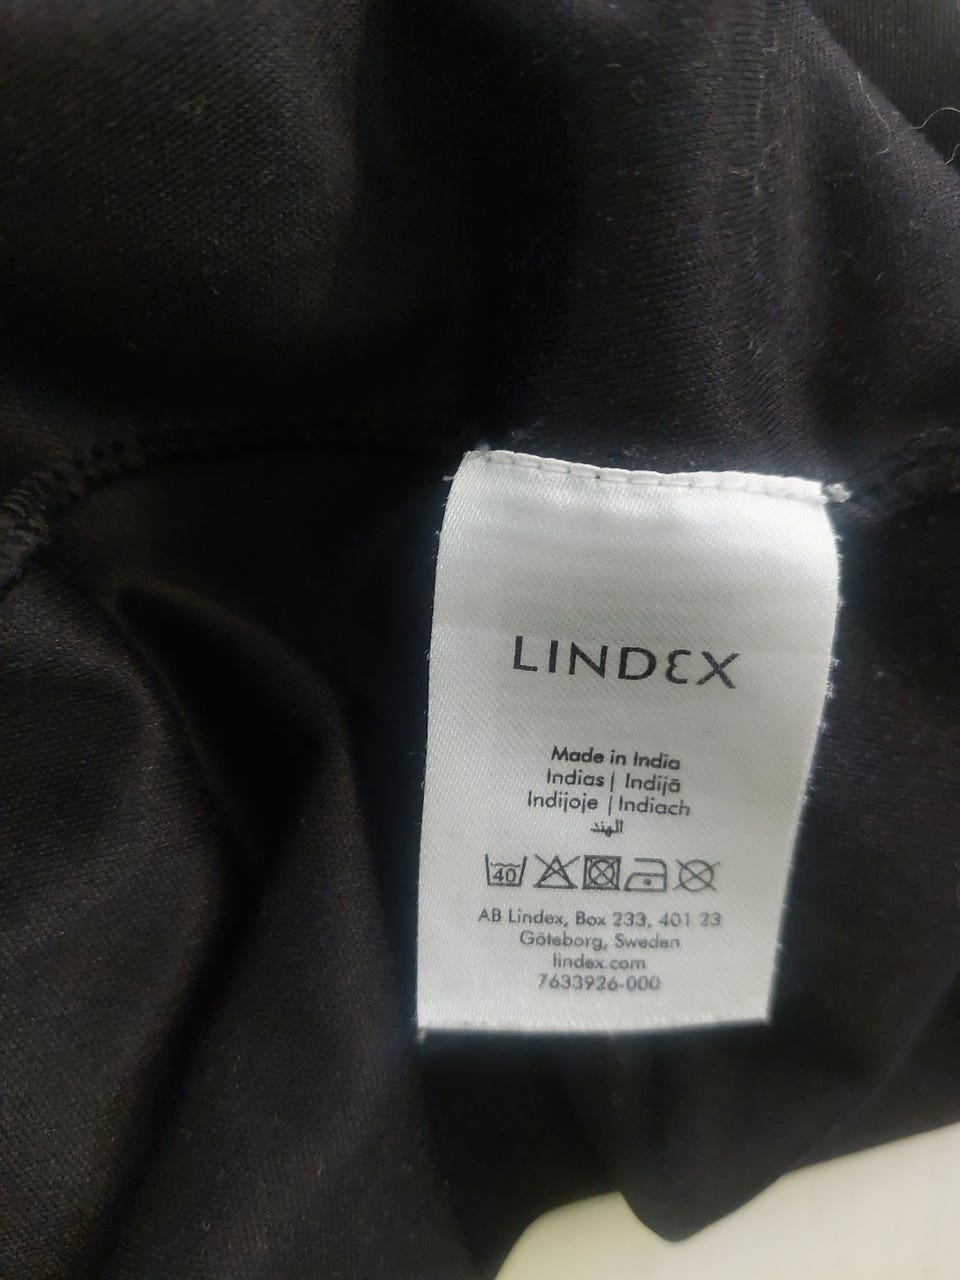 LINDEX
Made in India
Indias | Indijā
Indijoje | Indiach
الهند
40
AB Lindex, Box 233, 401 23
Göteborg, Sweden
lindex.com
7633926-000